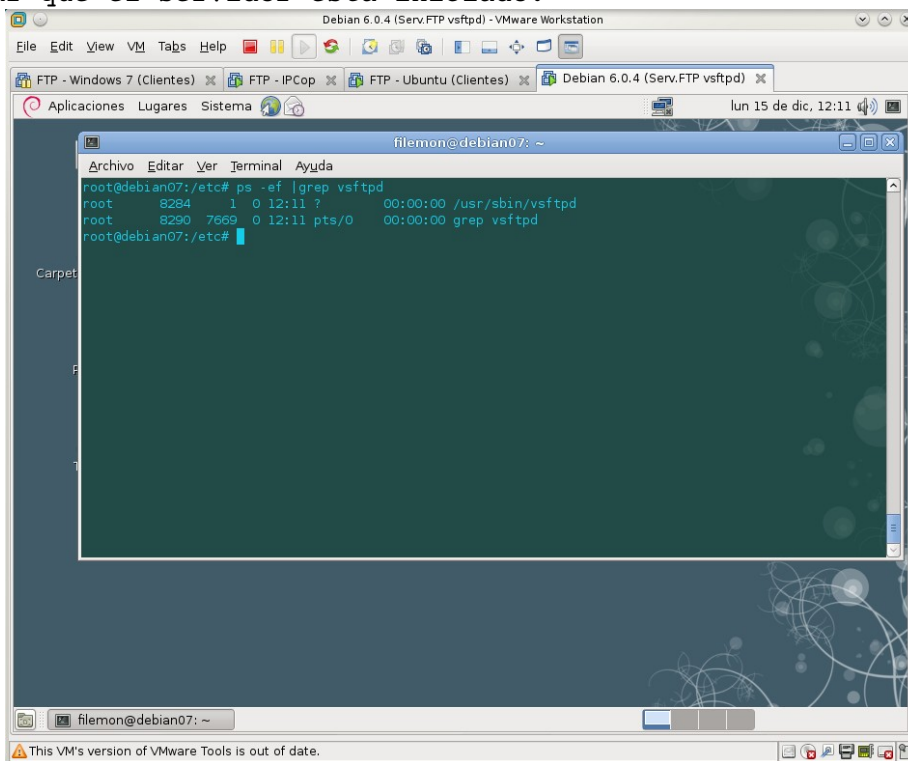 que el servidor está iniciado.
Debian 6.0.4 (Serv.FTP vsftpd) - VMware Workstation
File Edit View VM Tabs Help
FTP - Windows 7 (Clientes) FTP - IPCop FTP - Ubuntu (Clientes) Debian 6.0.4 (Serv.FTP vsftpd)
Aplicaciones Lugares Sistema lun 15 de dic, 12:11
filemon@debian07: ~
Archivo Editar Ver Terminal Ayuda
root@debian07:/etc# ps -ef |grep vsftpd
root 8284 1 0 12:11 ? 00:00:00 /usr/sbin/vsftpd
root 8290 7669 0 12:11 pts/0 00:00:00 grep vsftpd
root@debian07:/etc#
Carpet
filemon@debian07: ~
This VM's version of VMware Tools is out of date.